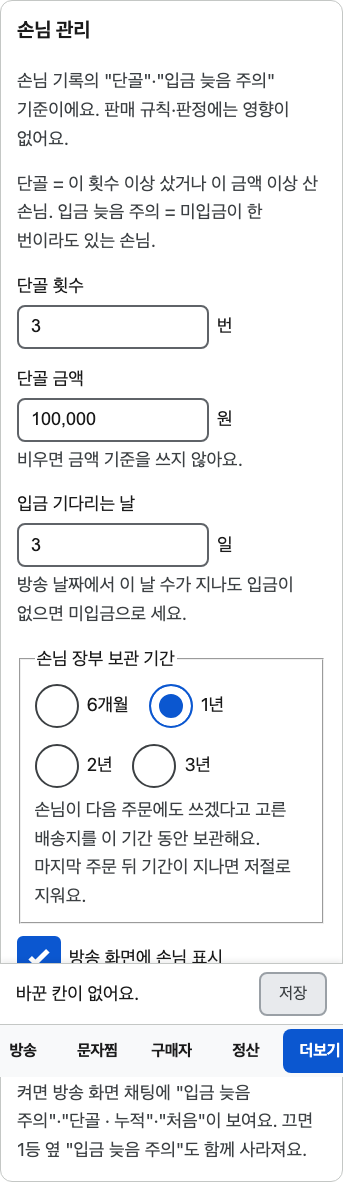 손님 관리
손님 기록의 "단골"·"입금 늦음 주의"
기준이에요. 판매 규칙·판정에는 영향이
없어요.
단골 = 이 횟수 이상 샀거나 이 금액 이상 산
손님. 입금 늦음 주의 = 미입금이 한
번이라도 있는 손님.
단골 횟수
3 번
단골 금액
100,000 원
비우면 금액 기준을 쓰지 않아요.
입금 기다리는 날
3 일
방송 날짜에서 이 날 수가 지나도 입금이
없으면 미입금으로 세요.
손님 장부 보관 기간
6개월 1년
2년 3년
손님이 다음 주문에도 쓰겠다고 고른
배송지를 이 기간 동안 보관해요.
마지막 주문 뒤 기간이 지나면 저절로
지워요.
방송 화면에 손님 표시
바꾼 칸이 없어요. 저장
방송 문자찜 구매자 정산 더보기
켜면 방송 화면 채팅에 "입금 늦음
주의"·"단골 · 누적"·"처음"이 보여요. 끄면
1등 옆 "입금 늦음 주의"도 함께 사라져요.